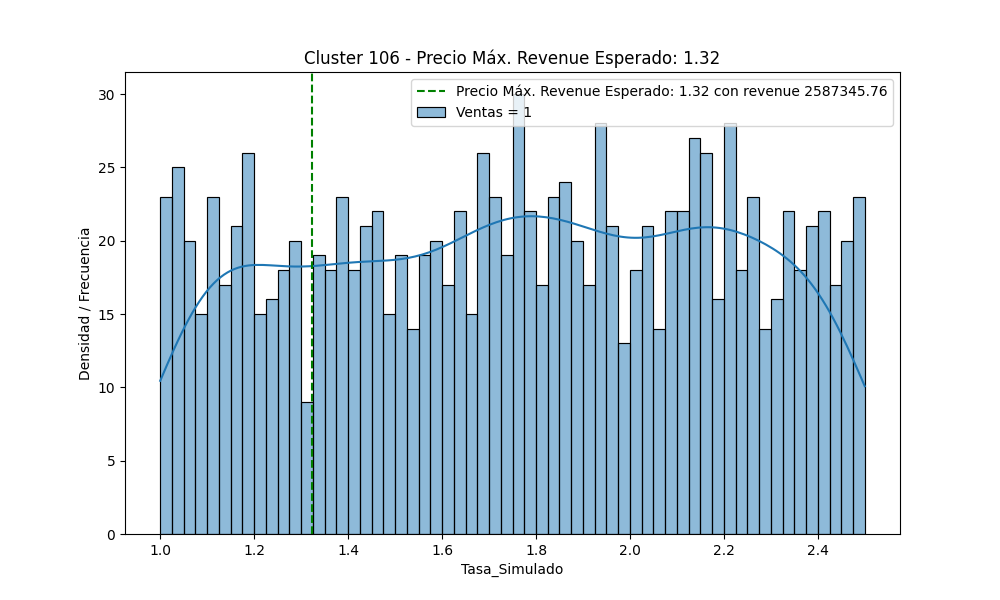 Cluster 106 - Precio Máx. Revenue Esperado: 1.32
Precio Máx. Revenue Esperado: 1.32 con revenue 2587345.76
Ventas = 1
Densidad / Frecuencia
30
25
20
15
10
5
0
1.0 1.2 1.4 1.6 1.8 2.0 2.2 2.4
Tasa_Simulado